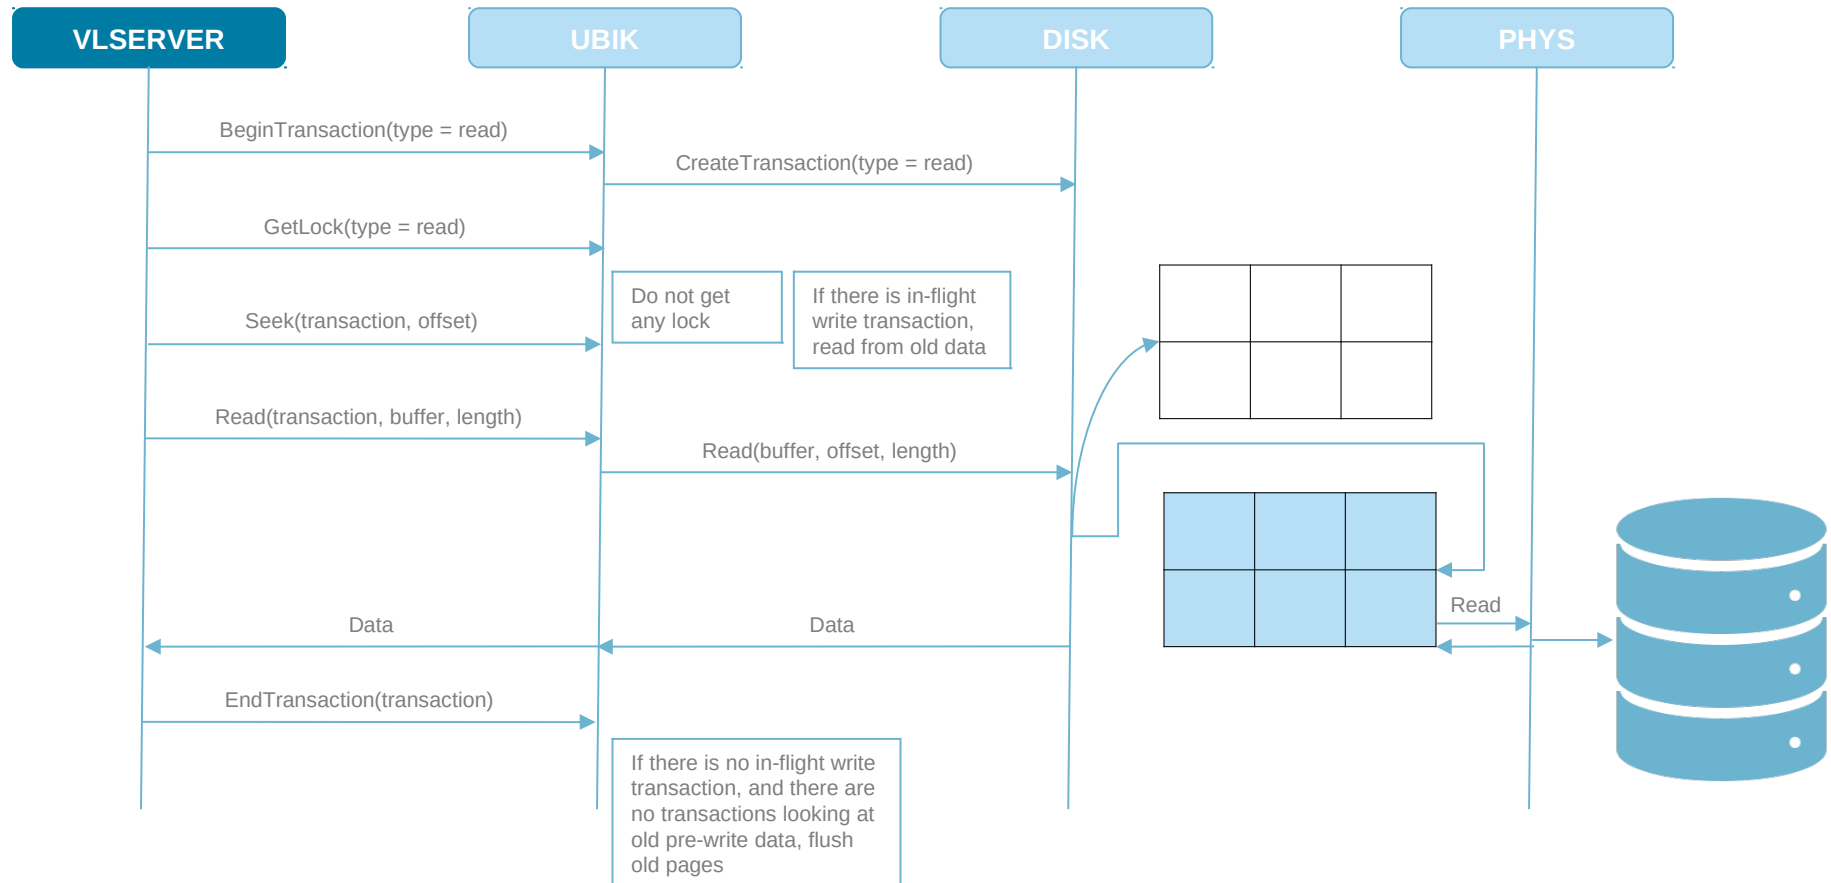 VLSERVER
UBIK
DISK
PHYS
BeginTransaction(type = read)
CreateTransaction(type = read)
GetLock(type = read)
Do not get
any lock
If there is in-flight
write transaction,
read from old data
Seek(transaction, offset)
Read(transaction, buffer, length)
Read(buffer, offset, length)
Read
Data
Data
EndTransaction(transaction)
If there is no in-flight write
transaction, and there are
no transactions looking at
old pre-write data, flush
old pages